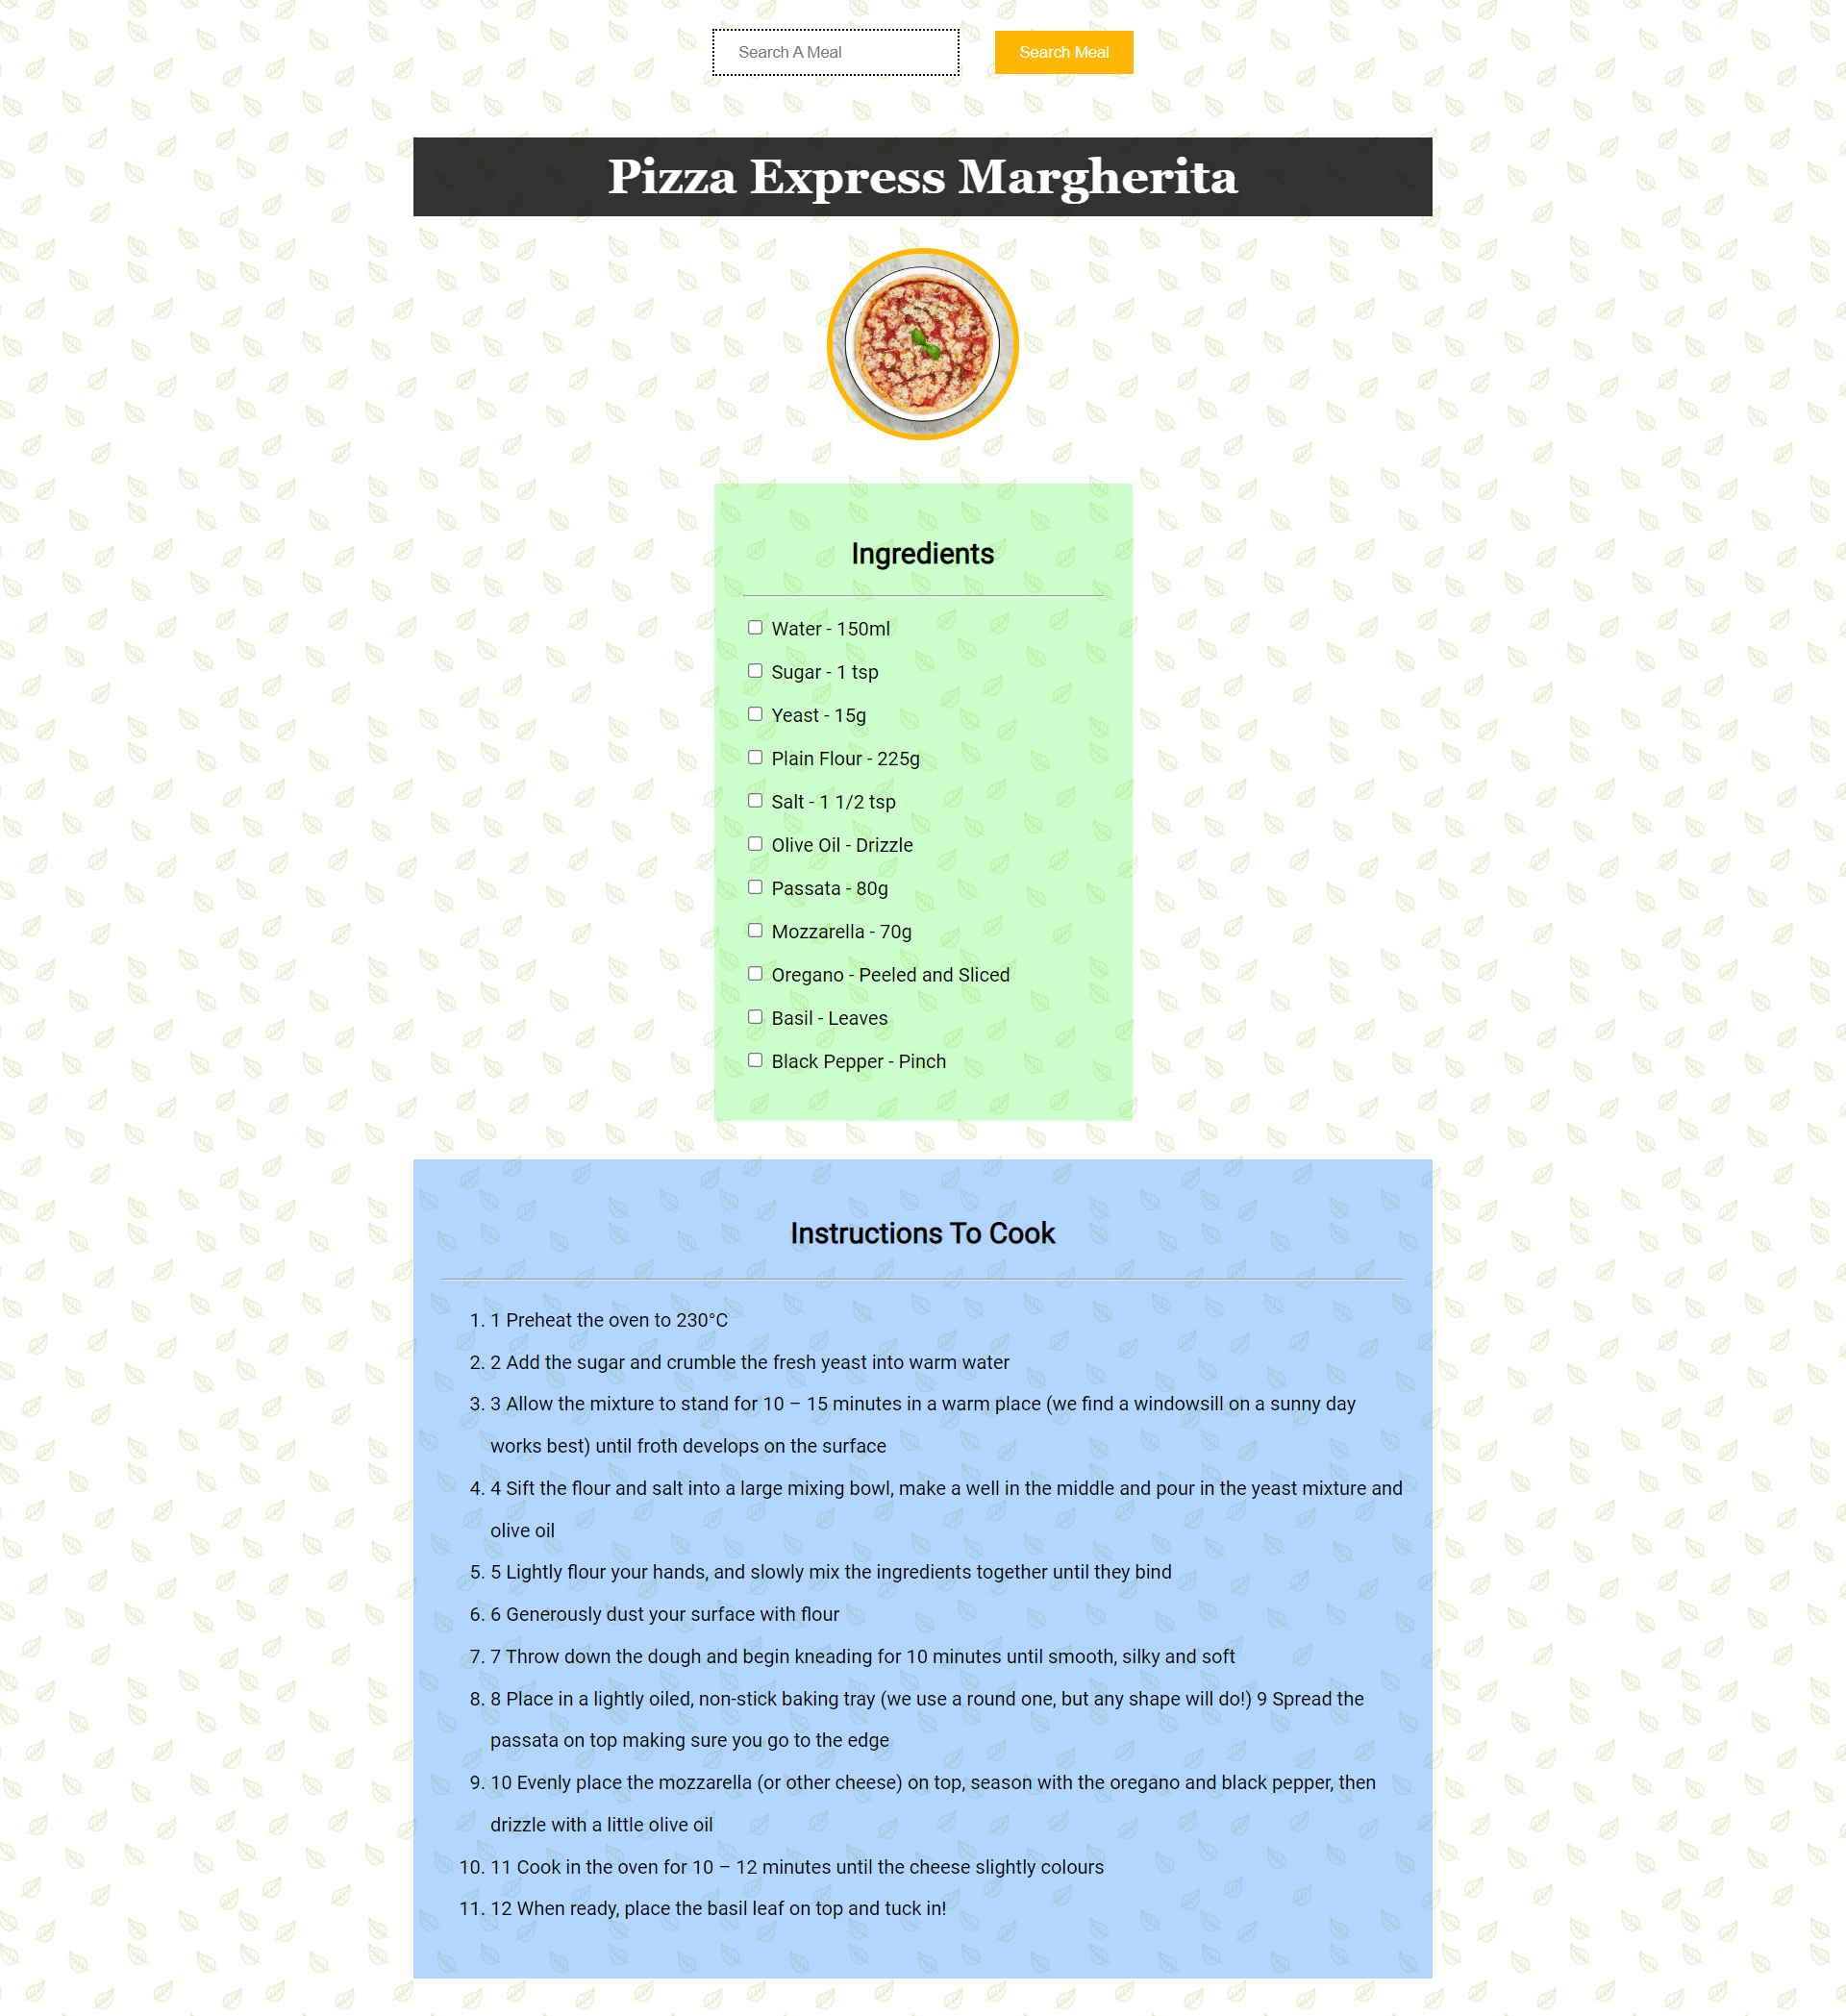 Search A Meal
Search Meal
Pizza Express Margherita
Ingredients
Water - 150ml
Sugar - 1 tsp
Yeast - 15g
Plain Flour - 225g
Salt - 1 1/2 tsp
Olive Oil - Drizzle
Passata - 80g
Mozzarella - 70g
Oregano - Peeled and Sliced
Basil - Leaves
Black Pepper - Pinch
Instructions To Cook
1. 1 Preheat the oven to 230°C
2. 2 Add the sugar and crumble the fresh yeast into warm water
3. 3 Allow the mixture to stand for 10 – 15 minutes in a warm place (we find a windowsill on a sunny day
works best) until froth develops on the surface
4. 4 Sift the flour and salt into a large mixing bowl, make a well in the middle and pour in the yeast mixture and
olive oil
5. 5 Lightly flour your hands, and slowly mix the ingredients together until they bind
6. 6 Generously dust your surface with flour
7. 7 Throw down the dough and begin kneading for 10 minutes until smooth, silky and soft
8. 8 Place in a lightly oiled, non-stick baking tray (we use a round one, but any shape will do!) 9 Spread the
passata on top making sure you go to the edge
9. 10 Evenly place the mozzarella (or other cheese) on top, season with the oregano and black pepper, then
drizzle with a little olive oil
10. 11 Cook in the oven for 10 – 12 minutes until the cheese slightly colours
11. 12 When ready, place the basil leaf on top and tuck in!